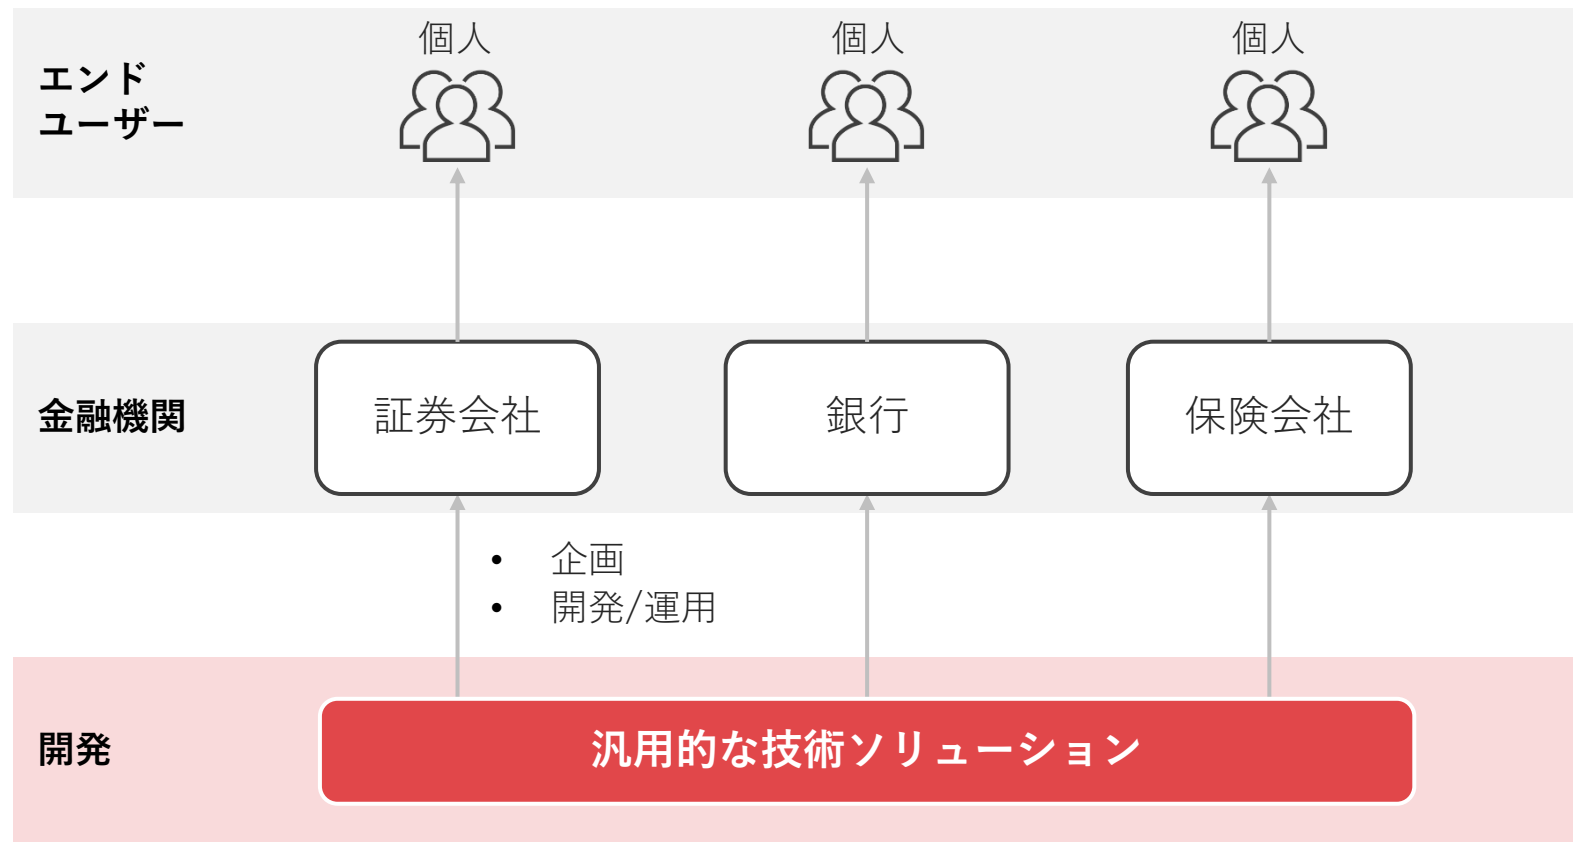 個人
個人
個人
エンド
ユーザー
金融機関
証券会社
銀行
保険会社
• 企画
• 開発/運用
開発
汎用的な技術ソリューション